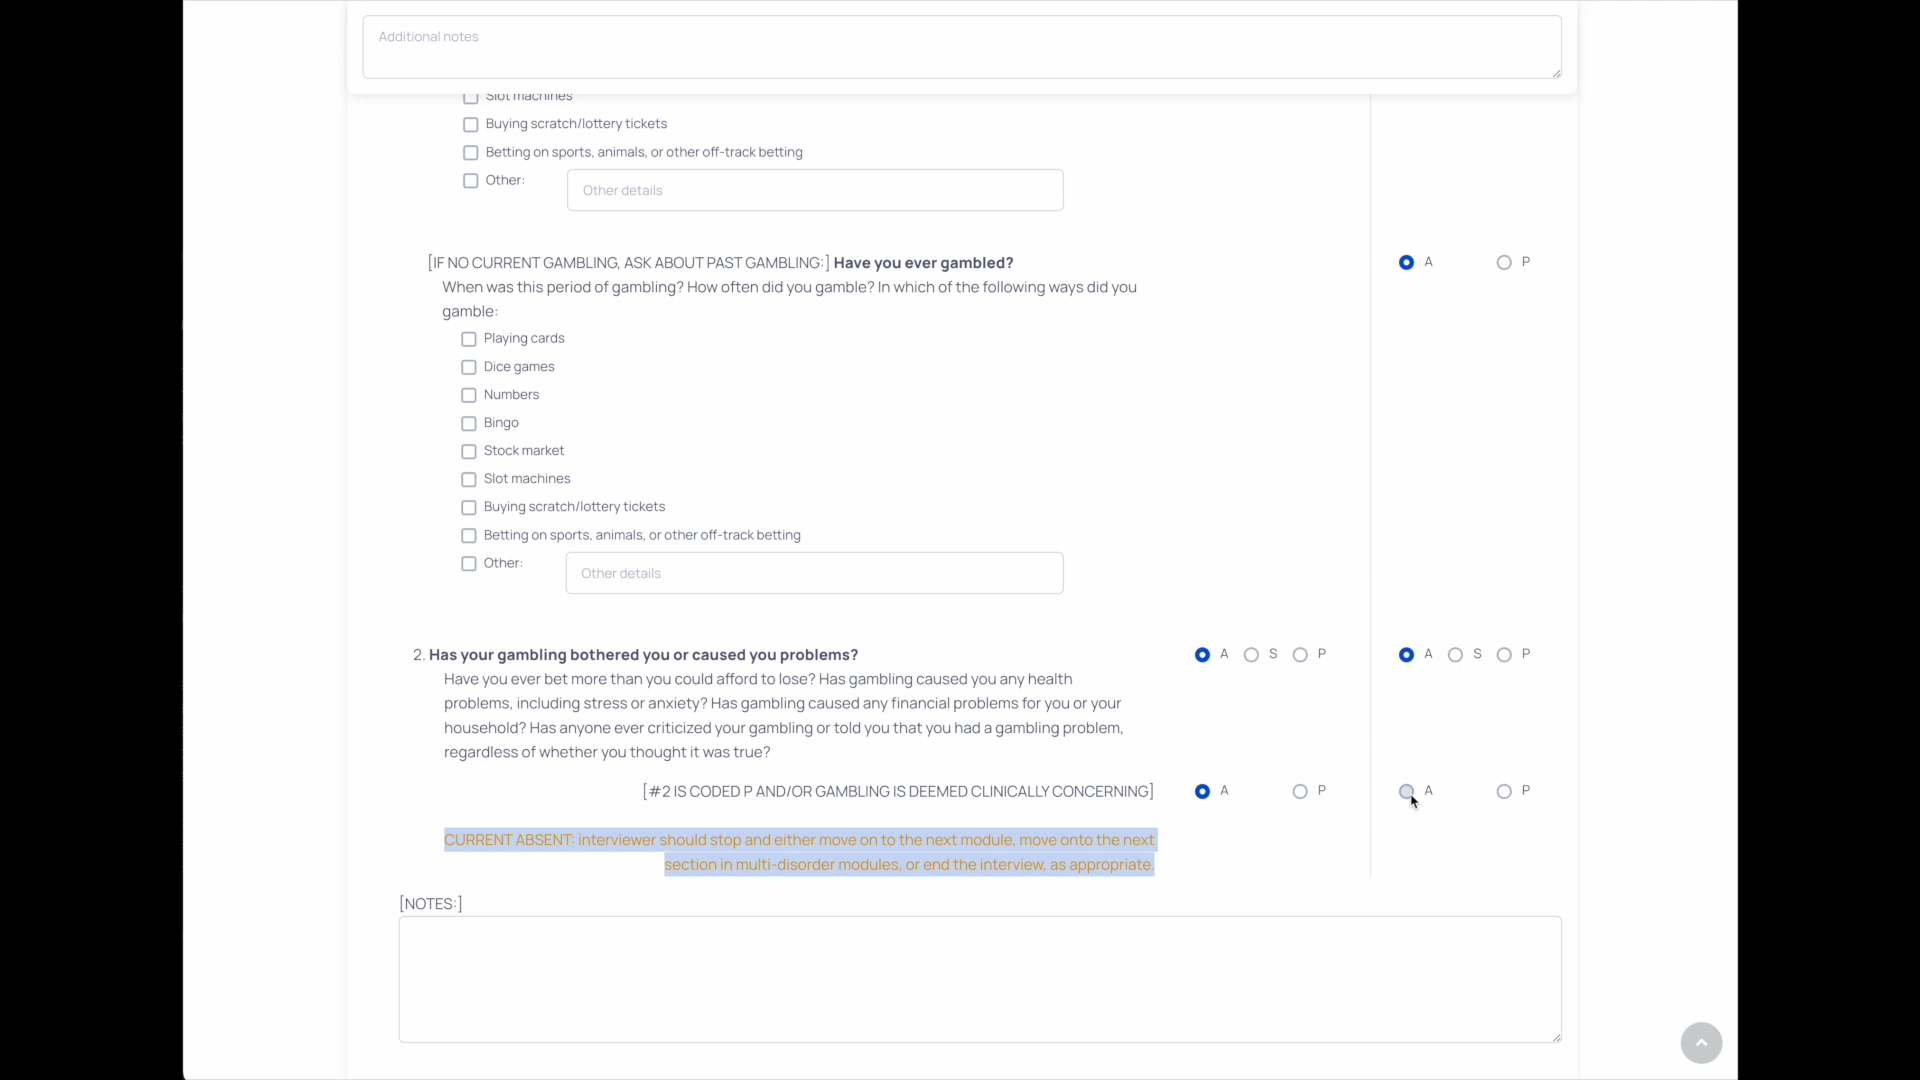 Additional notes
Slot machines
Buying scratch/lottery tickets
Betting on sports, animals, or other off-track betting
Other:
Other details
[IF NO CURRENT GAMBLING, ASK ABOUT PAST GAMBLING:] Have you ever gambled? A P
When was this period of gambling? How often did you gamble? In which of the following ways did you
gamble:
Playing cards
Dice games
Numbers
Bingo
Stock market
Slot machines
Buying scratch/lottery tickets
Betting on sports, animals, or other off-track betting
Other:
Other details
2. Has your gambling bothered you or caused you problems? A S P A S P
Have you ever bet more than you could afford to lose? Has gambling caused you any health
problems, including stress or anxiety? Has gambling caused any financial problems for you or your
household? Has anyone ever criticized your gambling or told you that you had a gambling problem,
regardless of whether you thought it was true?
[#2 IS CODED P AND/OR GAMBLING IS DEEMED CLINICALLY CONCERNING] A P A P
CURRENT ABSENT: interviewer should stop and either move on to the next module, move onto the next
section in multi-disorder modules, or end the interview, as appropriate.
[NOTES:]